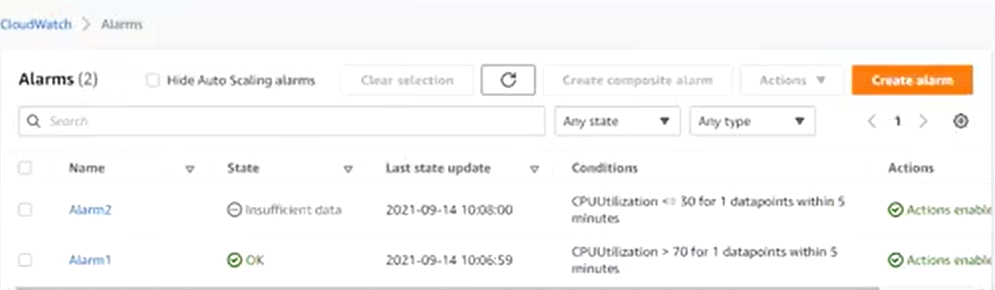 CloudWatch > Alarms
Alarms (2) Hide Auto Scaling alarms Clear selection Create composite alarm Actions Create alarm
Search Any state Any type 1
Name State Last state update Conditions Actions
Alarm2 Insufficient data 2021-09-14 10:08:00 CPUUtilization <= 30 for 1 datapoints within 5 Actions enable
minutes
Alarm1 OK 2021-09-14 10:06:59 CPUUtilization > 70 for 1 datapoints within 5 Actions enable
minutes